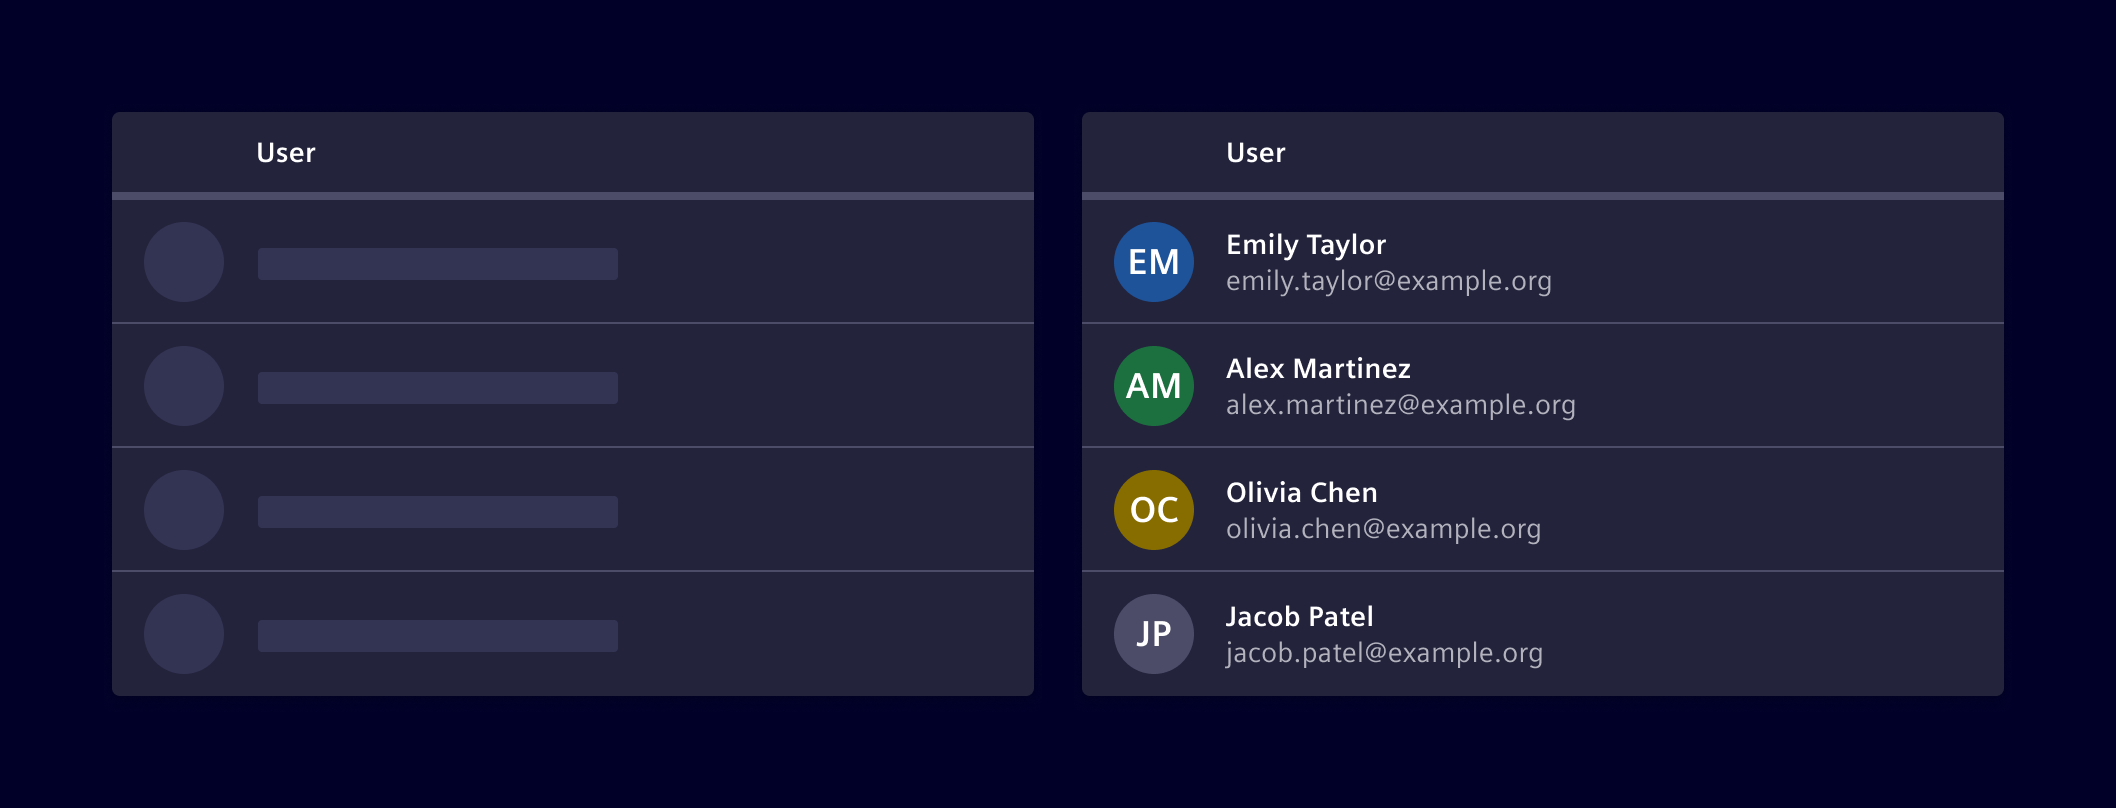 User
User
EM
Emily Taylor
emily.taylor@example.org
AM
Alex Martinez
alex.martinez@example.org
OC
Olivia Chen
olivia.chen@example.org
JP
Jacob Patel
jacob.patel@example.org